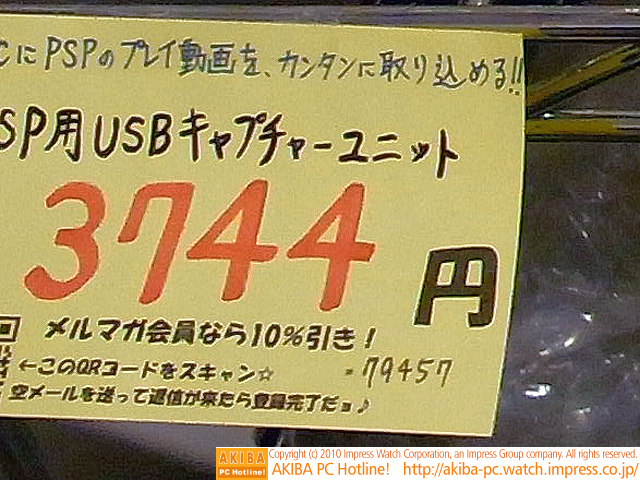 CにPSPのプレイ動画を、カンタンに取り込める!!
SP用USBキャプチャーユニット
3744円
メルマガ会員なら10%引き!
←このQRコードをスキャン☆
-79457
空メールを送って返信が来たら登録完了だョ♪
AKIBA PC Hotline!
Copyright (c) 2010 Impress Watch Corporation, an Impress Group company. All rights reserved.
AKIBA PC Hotline! http://akiba-pc.watch.impress.co.jp/